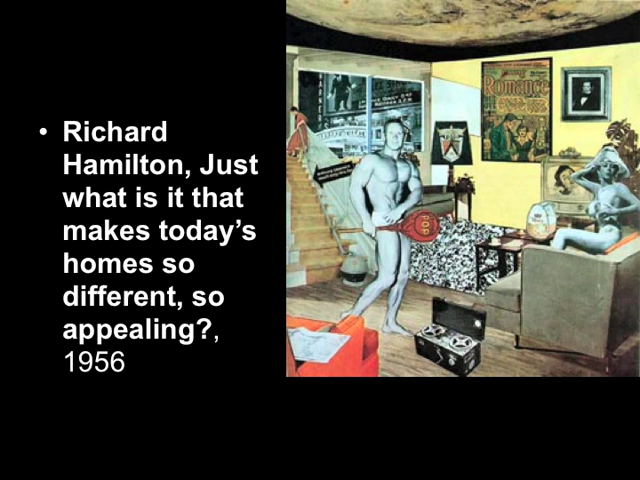 • Richard
Hamilton, Just
what is it that
makes today's
homes so
different, so
appealing?,
1956
Young
Romance
POP